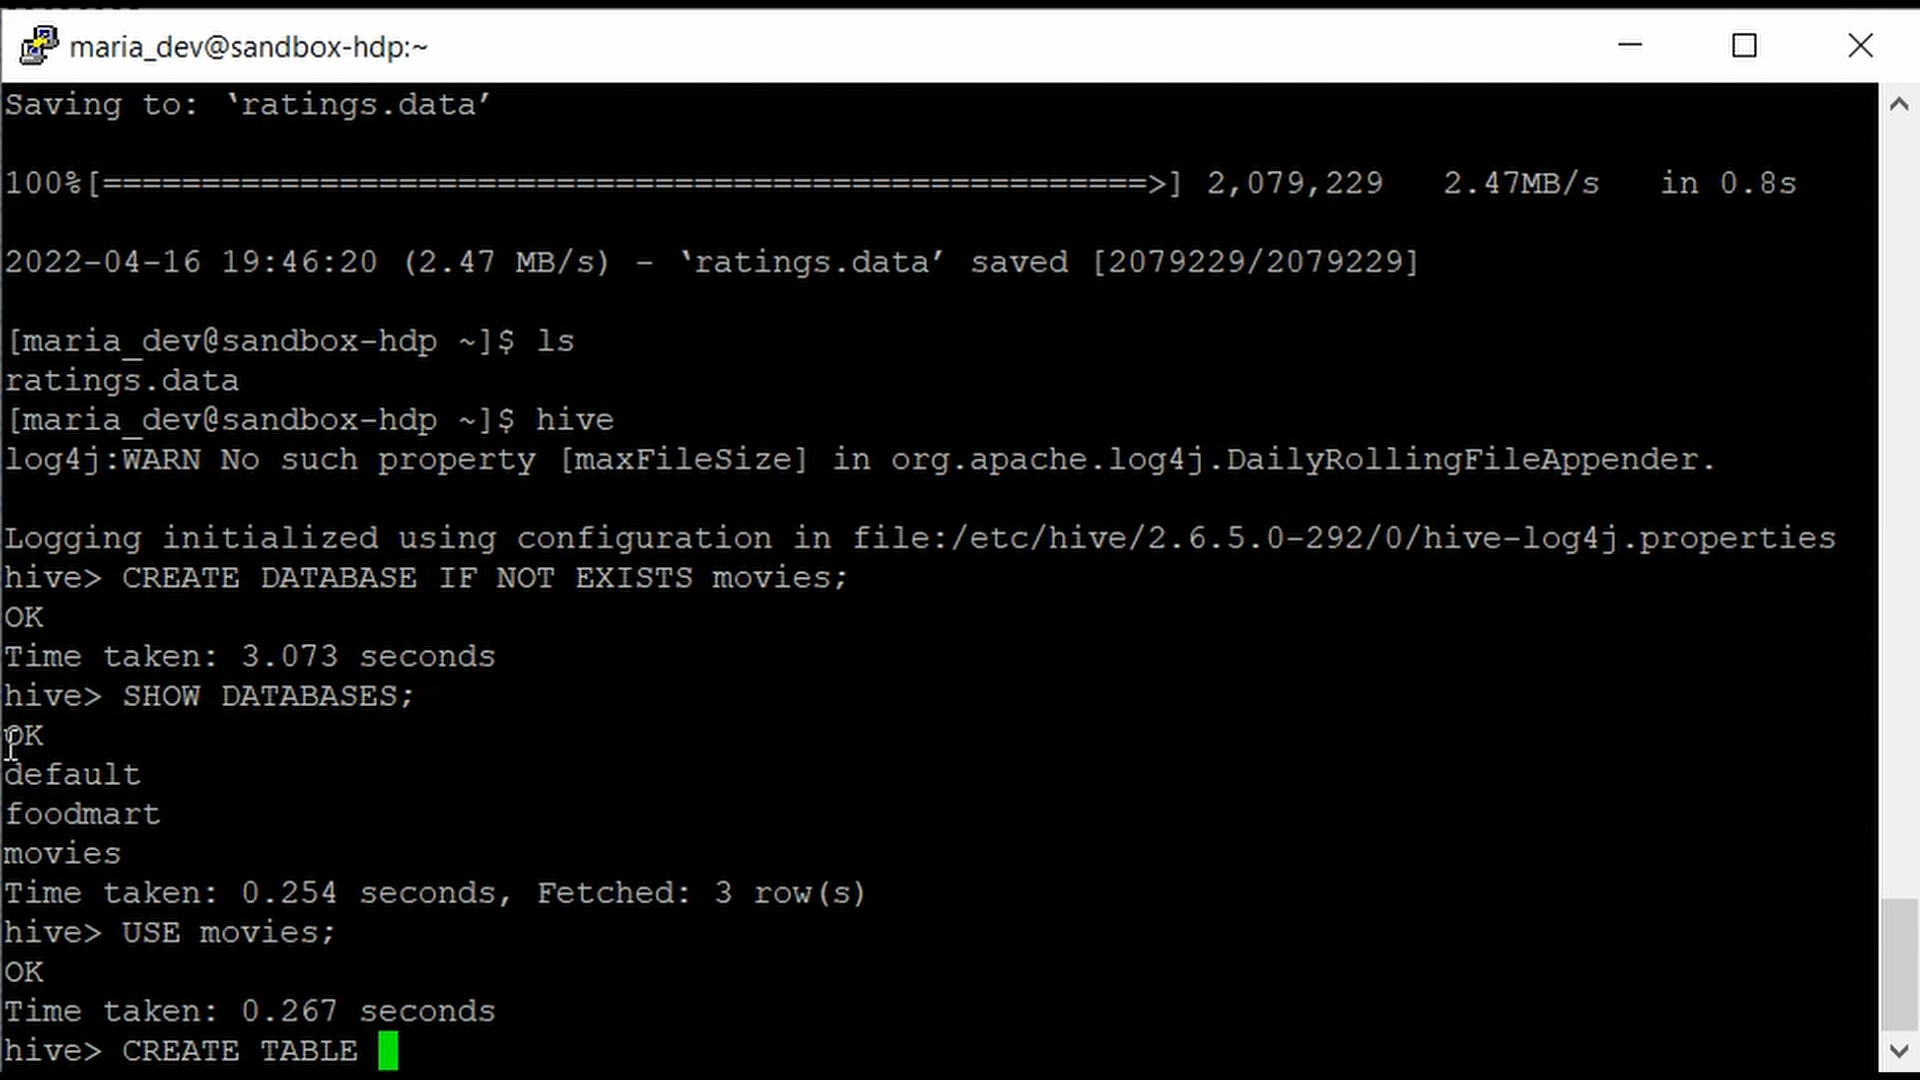 maria_dev@sandbox-hdp:~
Saving to: ‘ratings.data’
100%[=====================================================>] 2,079,229   2.47MB/s   in 0.8s
2022-04-16 19:46:20 (2.47 MB/s) - ‘ratings.data’ saved [2079229/2079229]
[maria_dev@sandbox-hdp ~]$ ls
ratings.data
[maria_dev@sandbox-hdp ~]$ hive
log4j:WARN No such property [maxFileSize] in org.apache.log4j.DailyRollingFileAppender.
Logging initialized using configuration in file:/etc/hive/2.6.5.0-292/0/hive-log4j.properties
hive> CREATE DATABASE IF NOT EXISTS movies;
OK
Time taken: 3.073 seconds
hive> SHOW DATABASES;
OK
default
foodmart
movies
Time taken: 0.254 seconds, Fetched: 3 row(s)
hive> USE movies;
OK
Time taken: 0.267 seconds
hive> CREATE TABLE